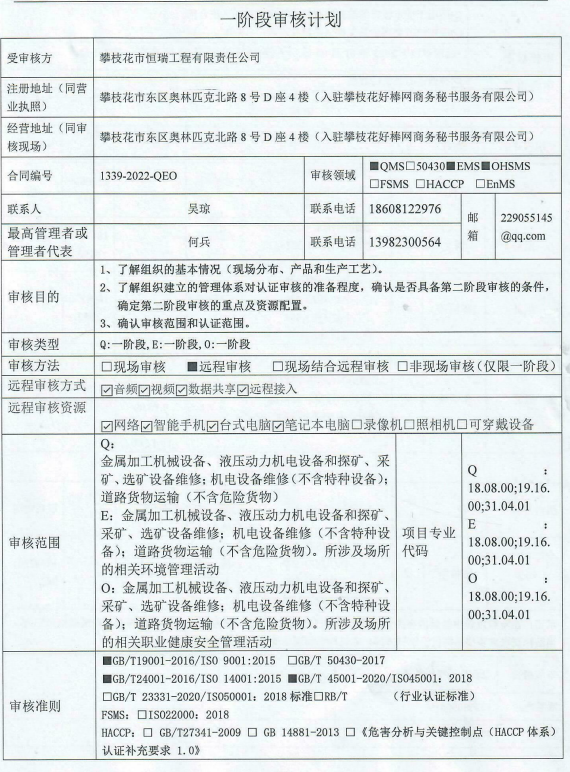 一阶段审核计划
受审核方
攀枝花市恒瑞工程有限责任公司
注册地址（同营
业执照）
攀枝花市东区奥林匹克北路 8 号 D 座 4 楼（入驻攀枝花好棒网商务秘书服务有限公司）
经营地址（同审
核现场）
攀枝花市东区奥林匹克北路 8 号 D 座 4 楼（入驻攀枝花好棒网商务秘书服务有限公司）
合同编号
1339-2022-QEO
审核领域
■QMS□50430■EMS■OHSMS
□FSMS □HACCP □EnMS
联系人
吴琼
联系电话
18608122976
邮
箱
229055145
@qq.com
最高管理者或
管理者代表
何兵
联系电话
13982300564
审核目的
1、了解组织的基本情况（现场分布、产品和生产工艺）。
2、了解组织建立的管理体系对认证审核的准备程度，确认是否具备第二阶段审核的条件，
确定第二阶段审核的重点及资源配置。
3、确认审核范围和认证范围。
审核类型
Q:一阶段,E:一阶段,O:一阶段
审核方法
□现场审核 ■远程审核 □现场结合远程审核 □非现场审核(仅限一阶段)
远程审核方式
☑音频☑视频☑数据共享☑远程接入
远程审核资源
☑网络☑智能手机☑台式电脑☑笔记本电脑□录像机□照相机□可穿戴设备
审核范围
Q：
金属加工机械设备、液压动力机电设备和探矿、采
矿、选矿设备维修；机电设备维修(不含特种设备)；
道路货物运输（不含危险货物）
E：金属加工机械设备、液压动力机电设备和探矿、
采矿、选矿设备维修；机电设备维修（不含特种设
备）；道路货物运输（不含危险货物）。所涉及场所
的相关环境管理活动
O：金属加工机械设备、液压动力机电设备和探矿、
采矿、选矿设备维修；机电设备维修（不含特种设
备）；道路货物运输（不含危险货物）。所涉及场所
的相关职业健康安全管理活动
项目专业
代码
Q ：
18.08.00;19.16.
00;31.04.01
E ：
18.08.00;19.16.
00;31.04.01
O ：
18.08.00;19.16.
00;31.04.01
审核准则
■GB/T19001-2016/ISO 9001:2015 □GB/T 50430-2017
■GB/T24001-2016/ISO 14001:2015 ■GB/T 45001-2020/ISO45001：2018
□GB/T 23331-2020/ISO50001：2018 标准□RB/T （行业认证标准）
FSMS：□ISO22000：2018
HACCP：□ GB/T27341-2009 □ GB 14881-2013 □《危害分析与关键控制点（HACCP 体系）
认证补充要求 1.0》